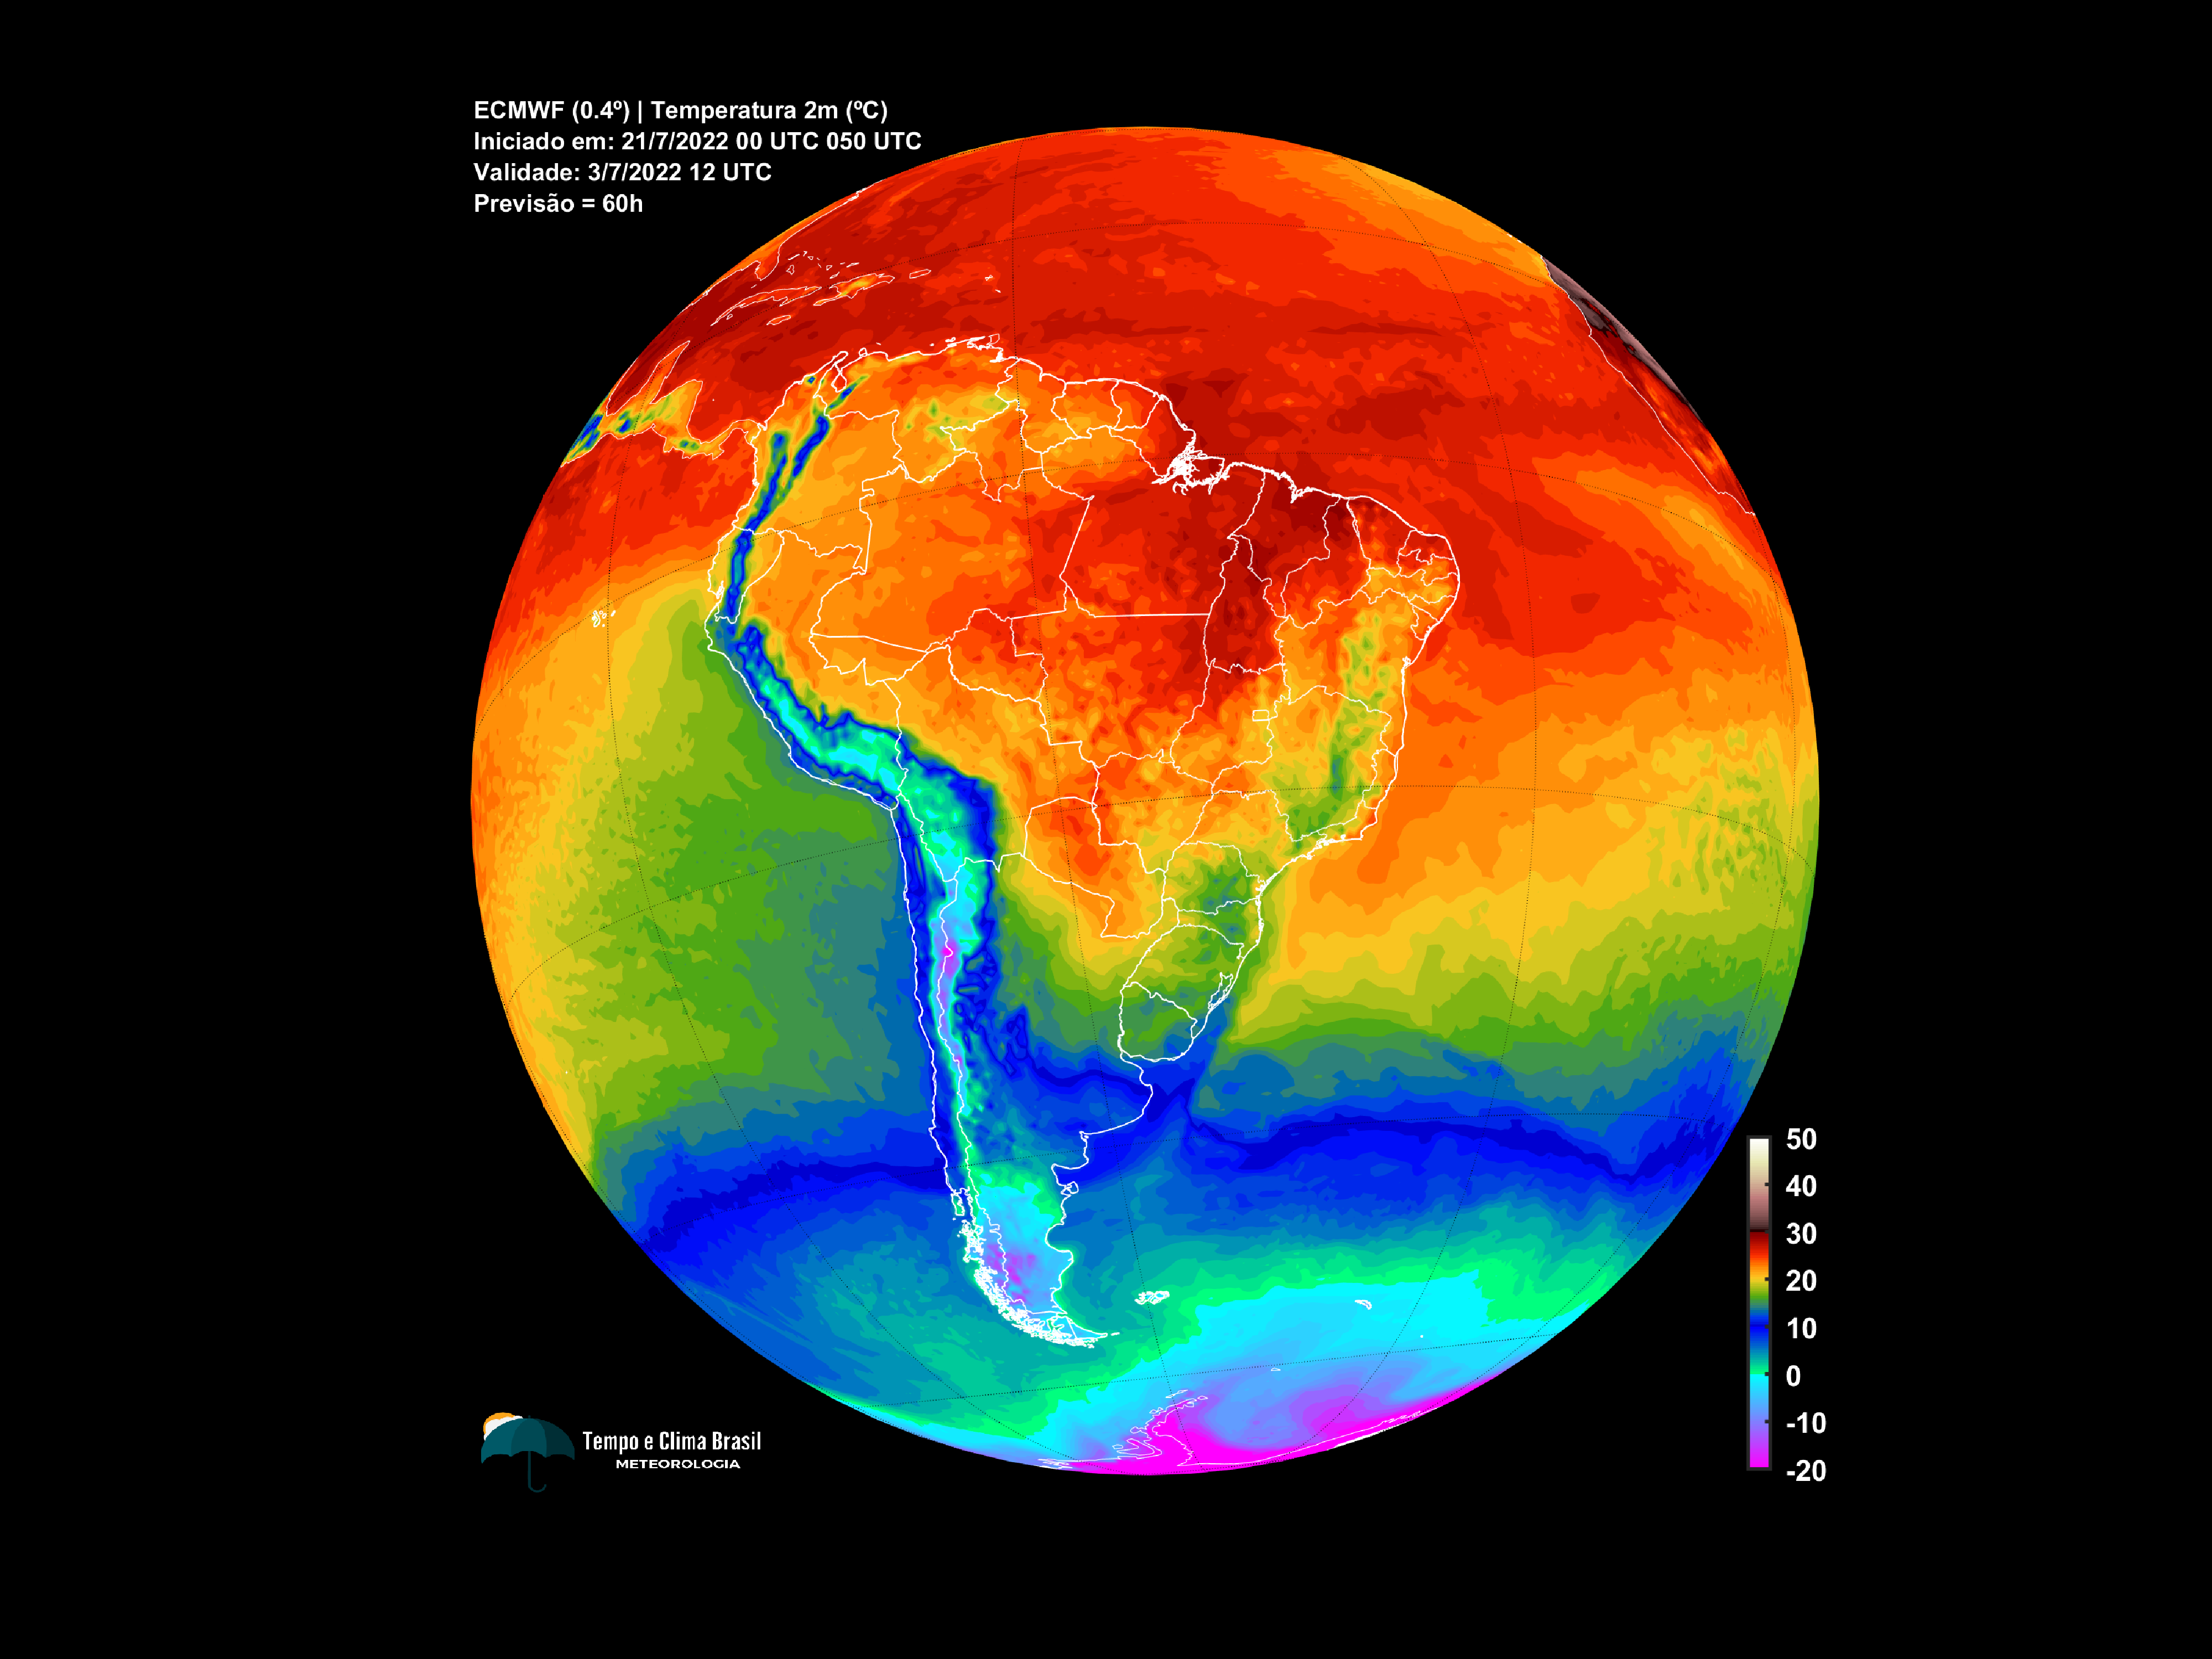 ECMWF (0.4º) | Temperatura 2m (ºC)
Iniciado em: 21/7/2022 00 UTC 050 UTC
Validade: 3/7/2022 12 UTC
Previsão = 60h
50
40
30
20
10
0
-10
-20
Tempo e Clima Brasil
METEOROLOGIA